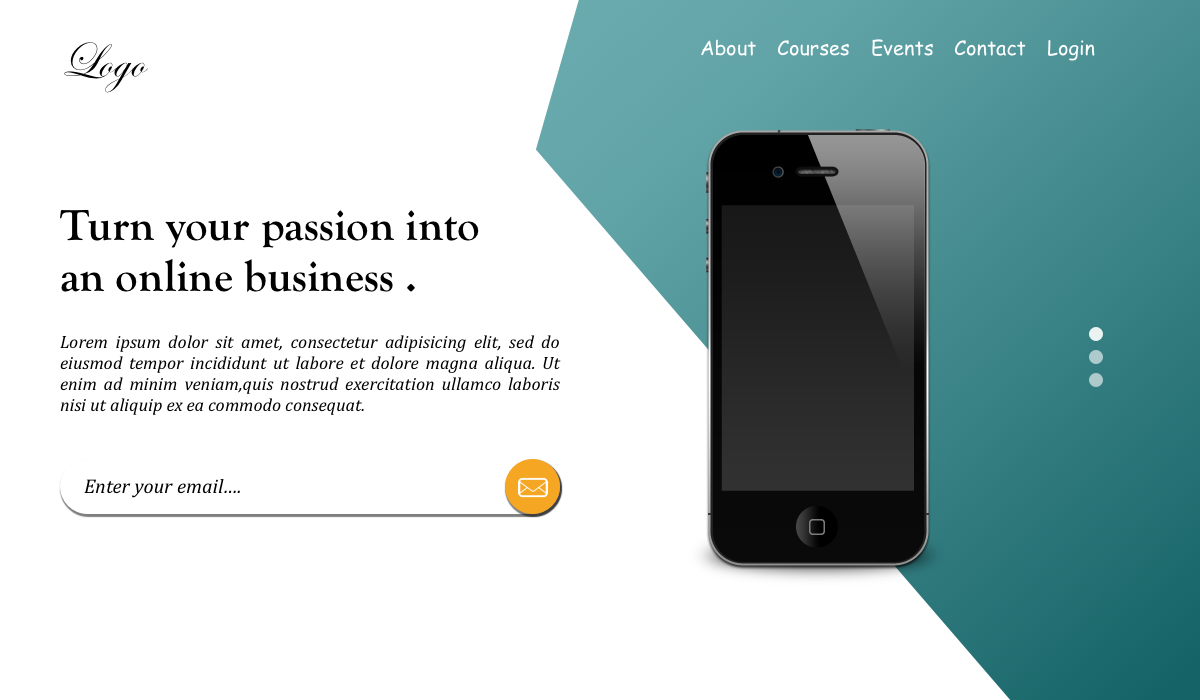 Logo
About Courses Events Contact Login
Turn your passion into
an online business .
Lorem ipsum dolor sit amet, consectetur adipisicing elit, sed do
eiusmod tempor incididunt ut labore et dolore magna aliqua. Ut
enim ad minim veniam,quis nostrud exercitation ullamco laboris
nisi ut aliquip ex ea commodo consequat.
Enter your email....